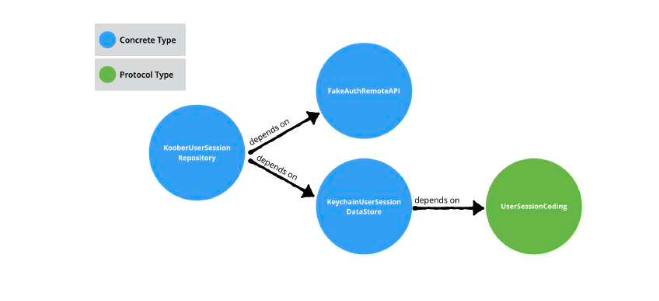 Concrete Type
Protocol Type
FakeAuthRemoteAPI
depends on
KooberUserSession
Repository
depends on
KeychainUserSession
DataStore
depends on
UserSessionCoding